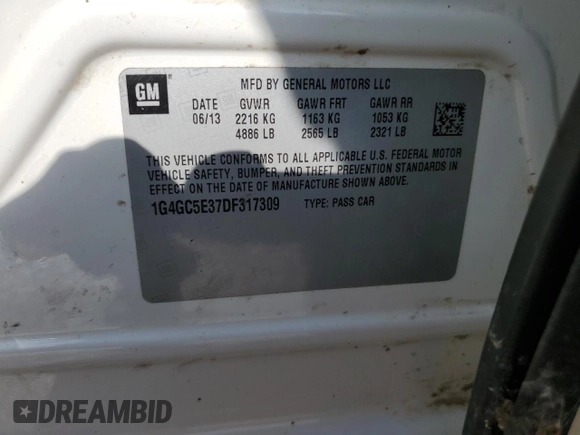 GM
MFD BY GENERAL MOTORS LLC
DATE GVWR GAWR FRT GAWR RR
06/13 2216 KG 1163 KG 1053 KG
4886 LB 2565 LB 2321 LB
THIS VEHICLE CONFORMS TO ALL APPLICABLE U.S. FEDERAL MOTOR
VEHICLE SAFETY, BUMPER, AND THEFT PREVENTION STANDARDS IN
EFFECT ON THE DATE OF MANUFACTURE SHOWN ABOVE.
1G4GC5E37DF317309 TYPE: PASS CAR
DREAMBID